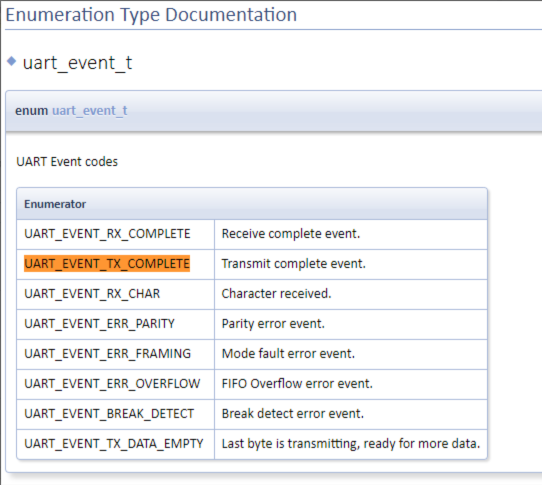 Enumeration Type Documentation
uart_event_t
enum uart_event_t
UART Event codes
Enumerator
UART_EVENT_RX_COMPLETE Receive complete event.
UART_EVENT_TX_COMPLETE Transmit complete event.
UART_EVENT_RX_CHAR Character received.
UART_EVENT_ERR_PARITY Parity error event.
UART_EVENT_ERR_FRAMING Mode fault error event.
UART_EVENT_ERR_OVERFLOW FIFO Overflow error event.
UART_EVENT_BREAK_DETECT Break detect error event.
UART_EVENT_TX_DATA_EMPTY Last byte is transmitting, ready for more data.